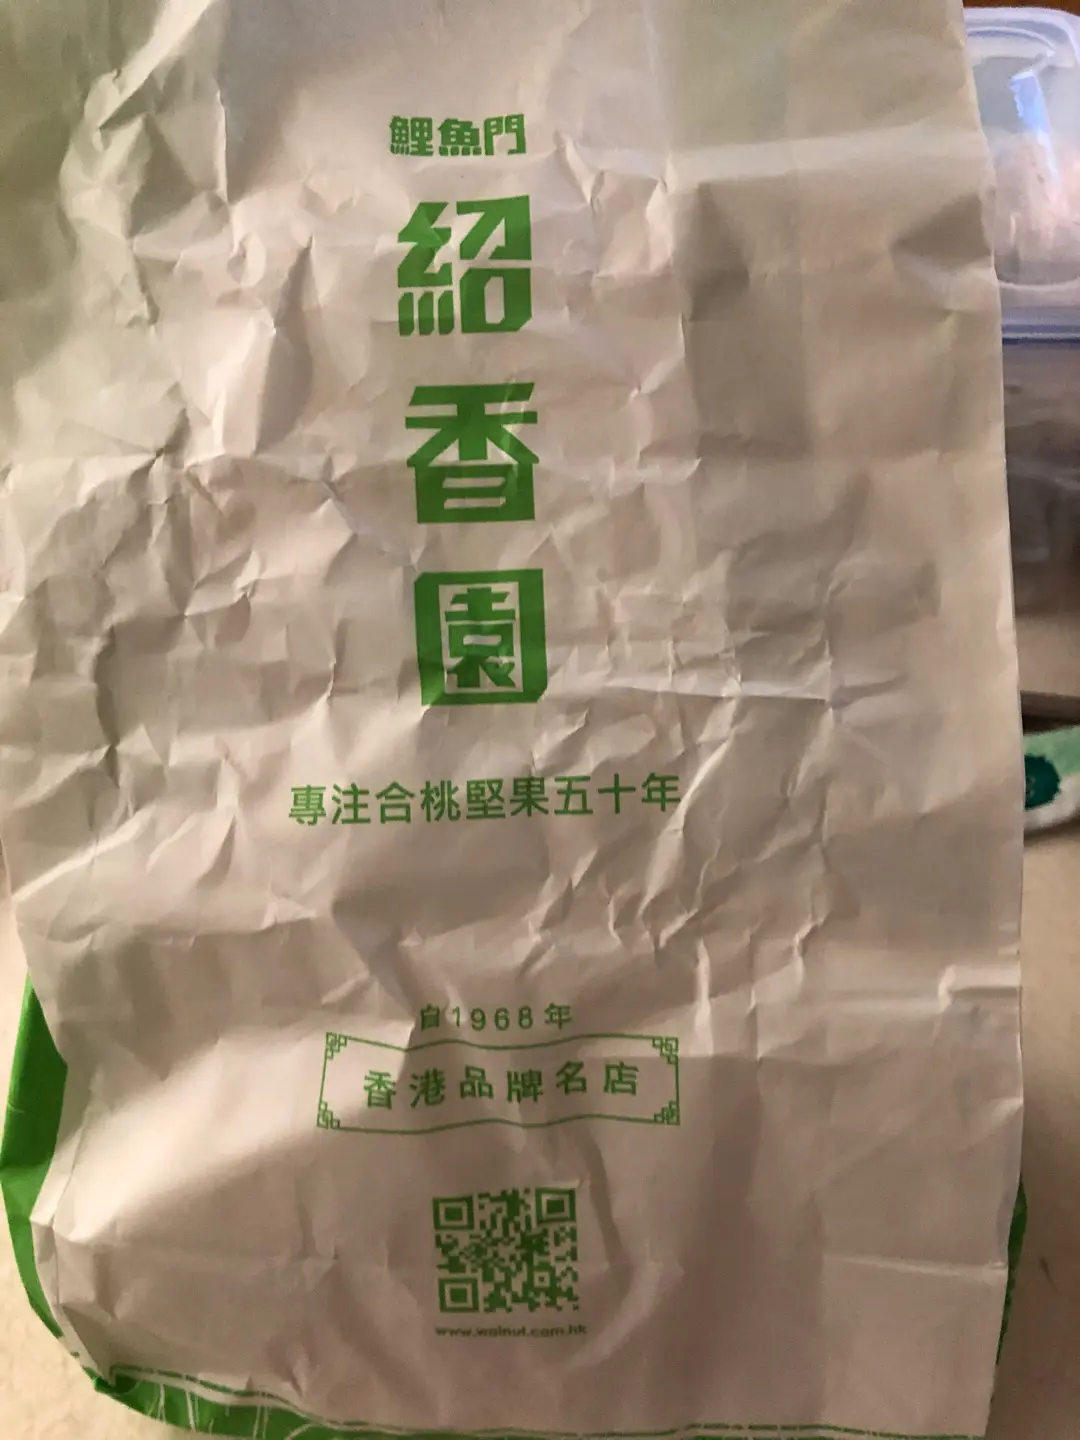 鯉魚門
紹香園
專注合桃堅果五十年
自1968年
香港品牌名店
www.walnut.com.hk